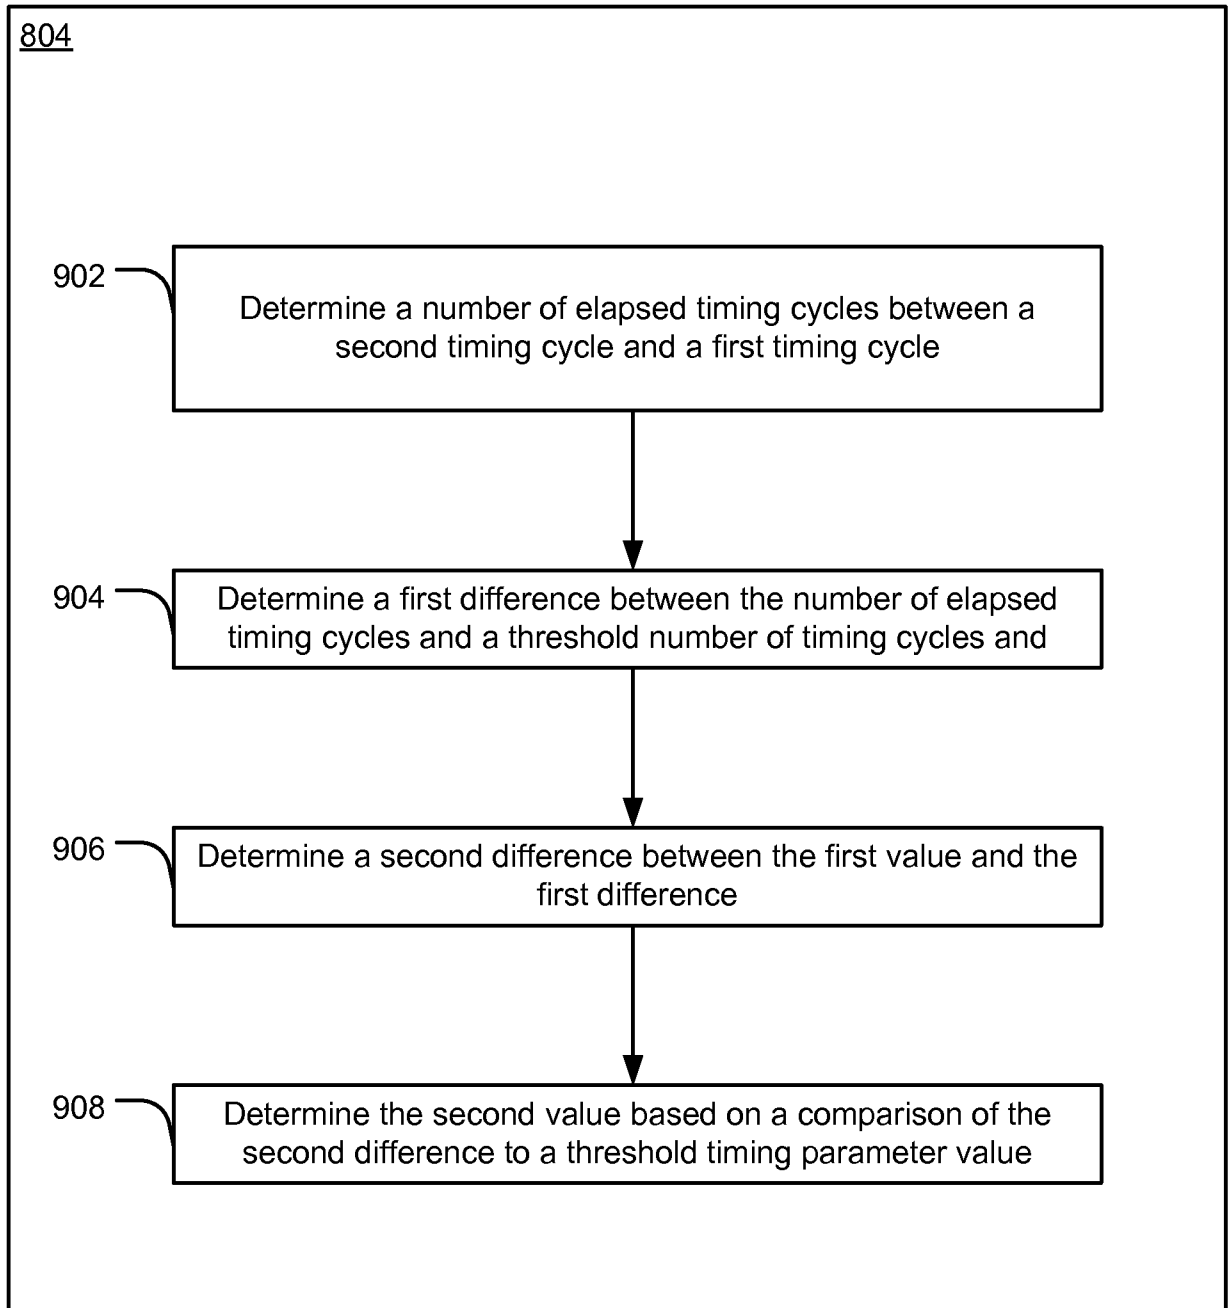 804
902
Determine a number of elapsed timing cycles between a
second timing cycle and a first timing cycle
904
Determine a first difference between the number of elapsed
timing cycles and a threshold number of timing cycles and
906
Determine a second difference between the first value and the
first difference
908
Determine the second value based on a comparison of the
second difference to a threshold timing parameter value